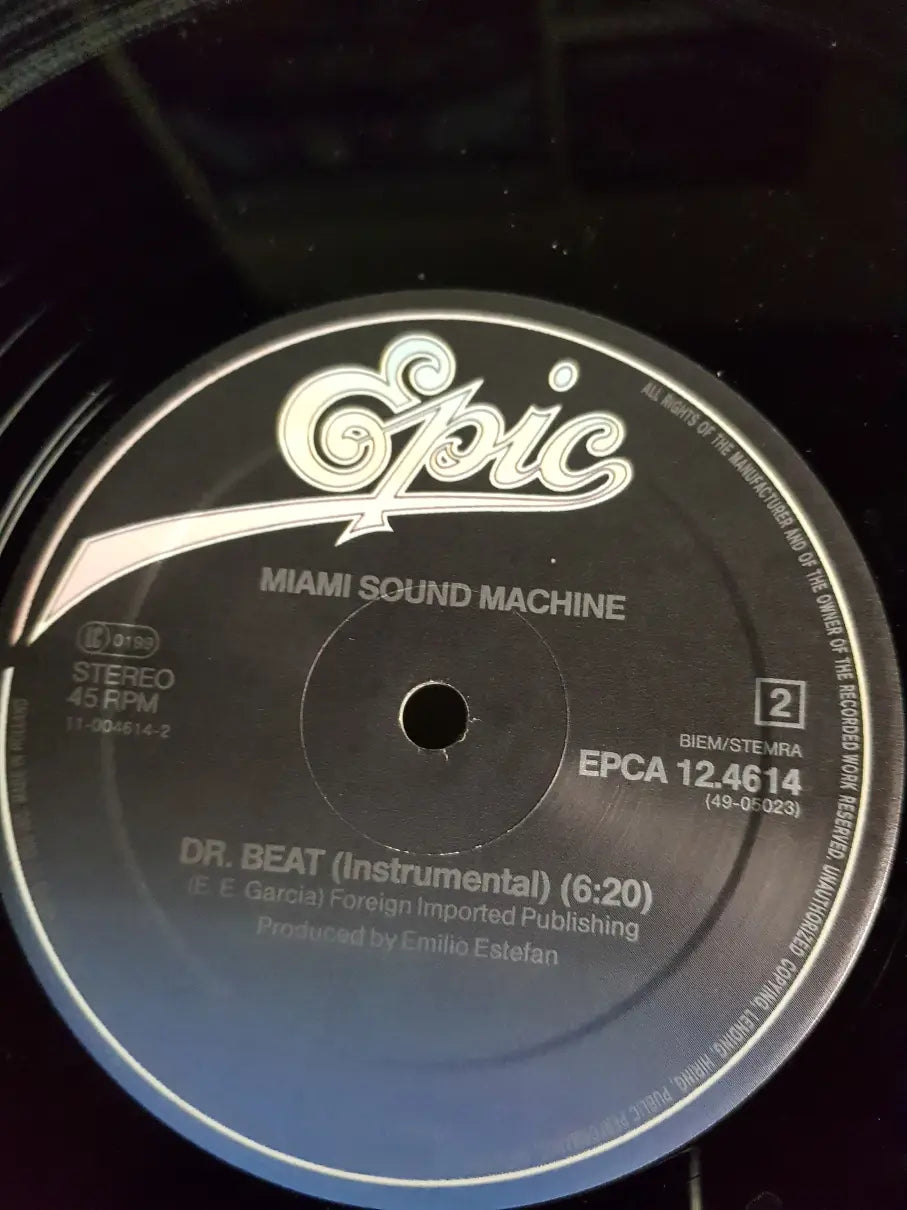 Epic
MIAMI SOUND MACHINE
LC 0199
STEREO
45 RPM
11-004614-2
2
BIEM/STEMRA
EPCA 12.4614
(49-05023)
DR. BEAT (Instrumental) (6:20)
(E. E. Garcia) Foreign Imported Publishing
Produced by Emilio Estefan
ALL RIGHTS OF THE MANUFACTURER AND OF THE OWNER OF THE RECORDED WORK RESERVED. UNAUTHORIZED COPYING, LENDING, HIRING, PUBLIC